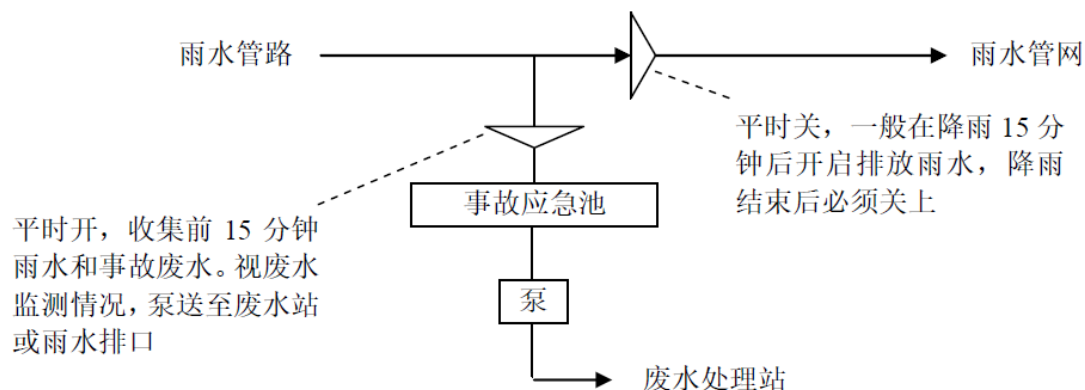 雨水管路
雨水管网
平时关，一般在降雨 15 分
钟后开启排放雨水，降雨
结束后必须关上
事故应急池
平时开，收集前 15 分钟
雨水和事故废水。视废水
监测情况，泵送至废水站
或雨水排口
泵
废水处理站